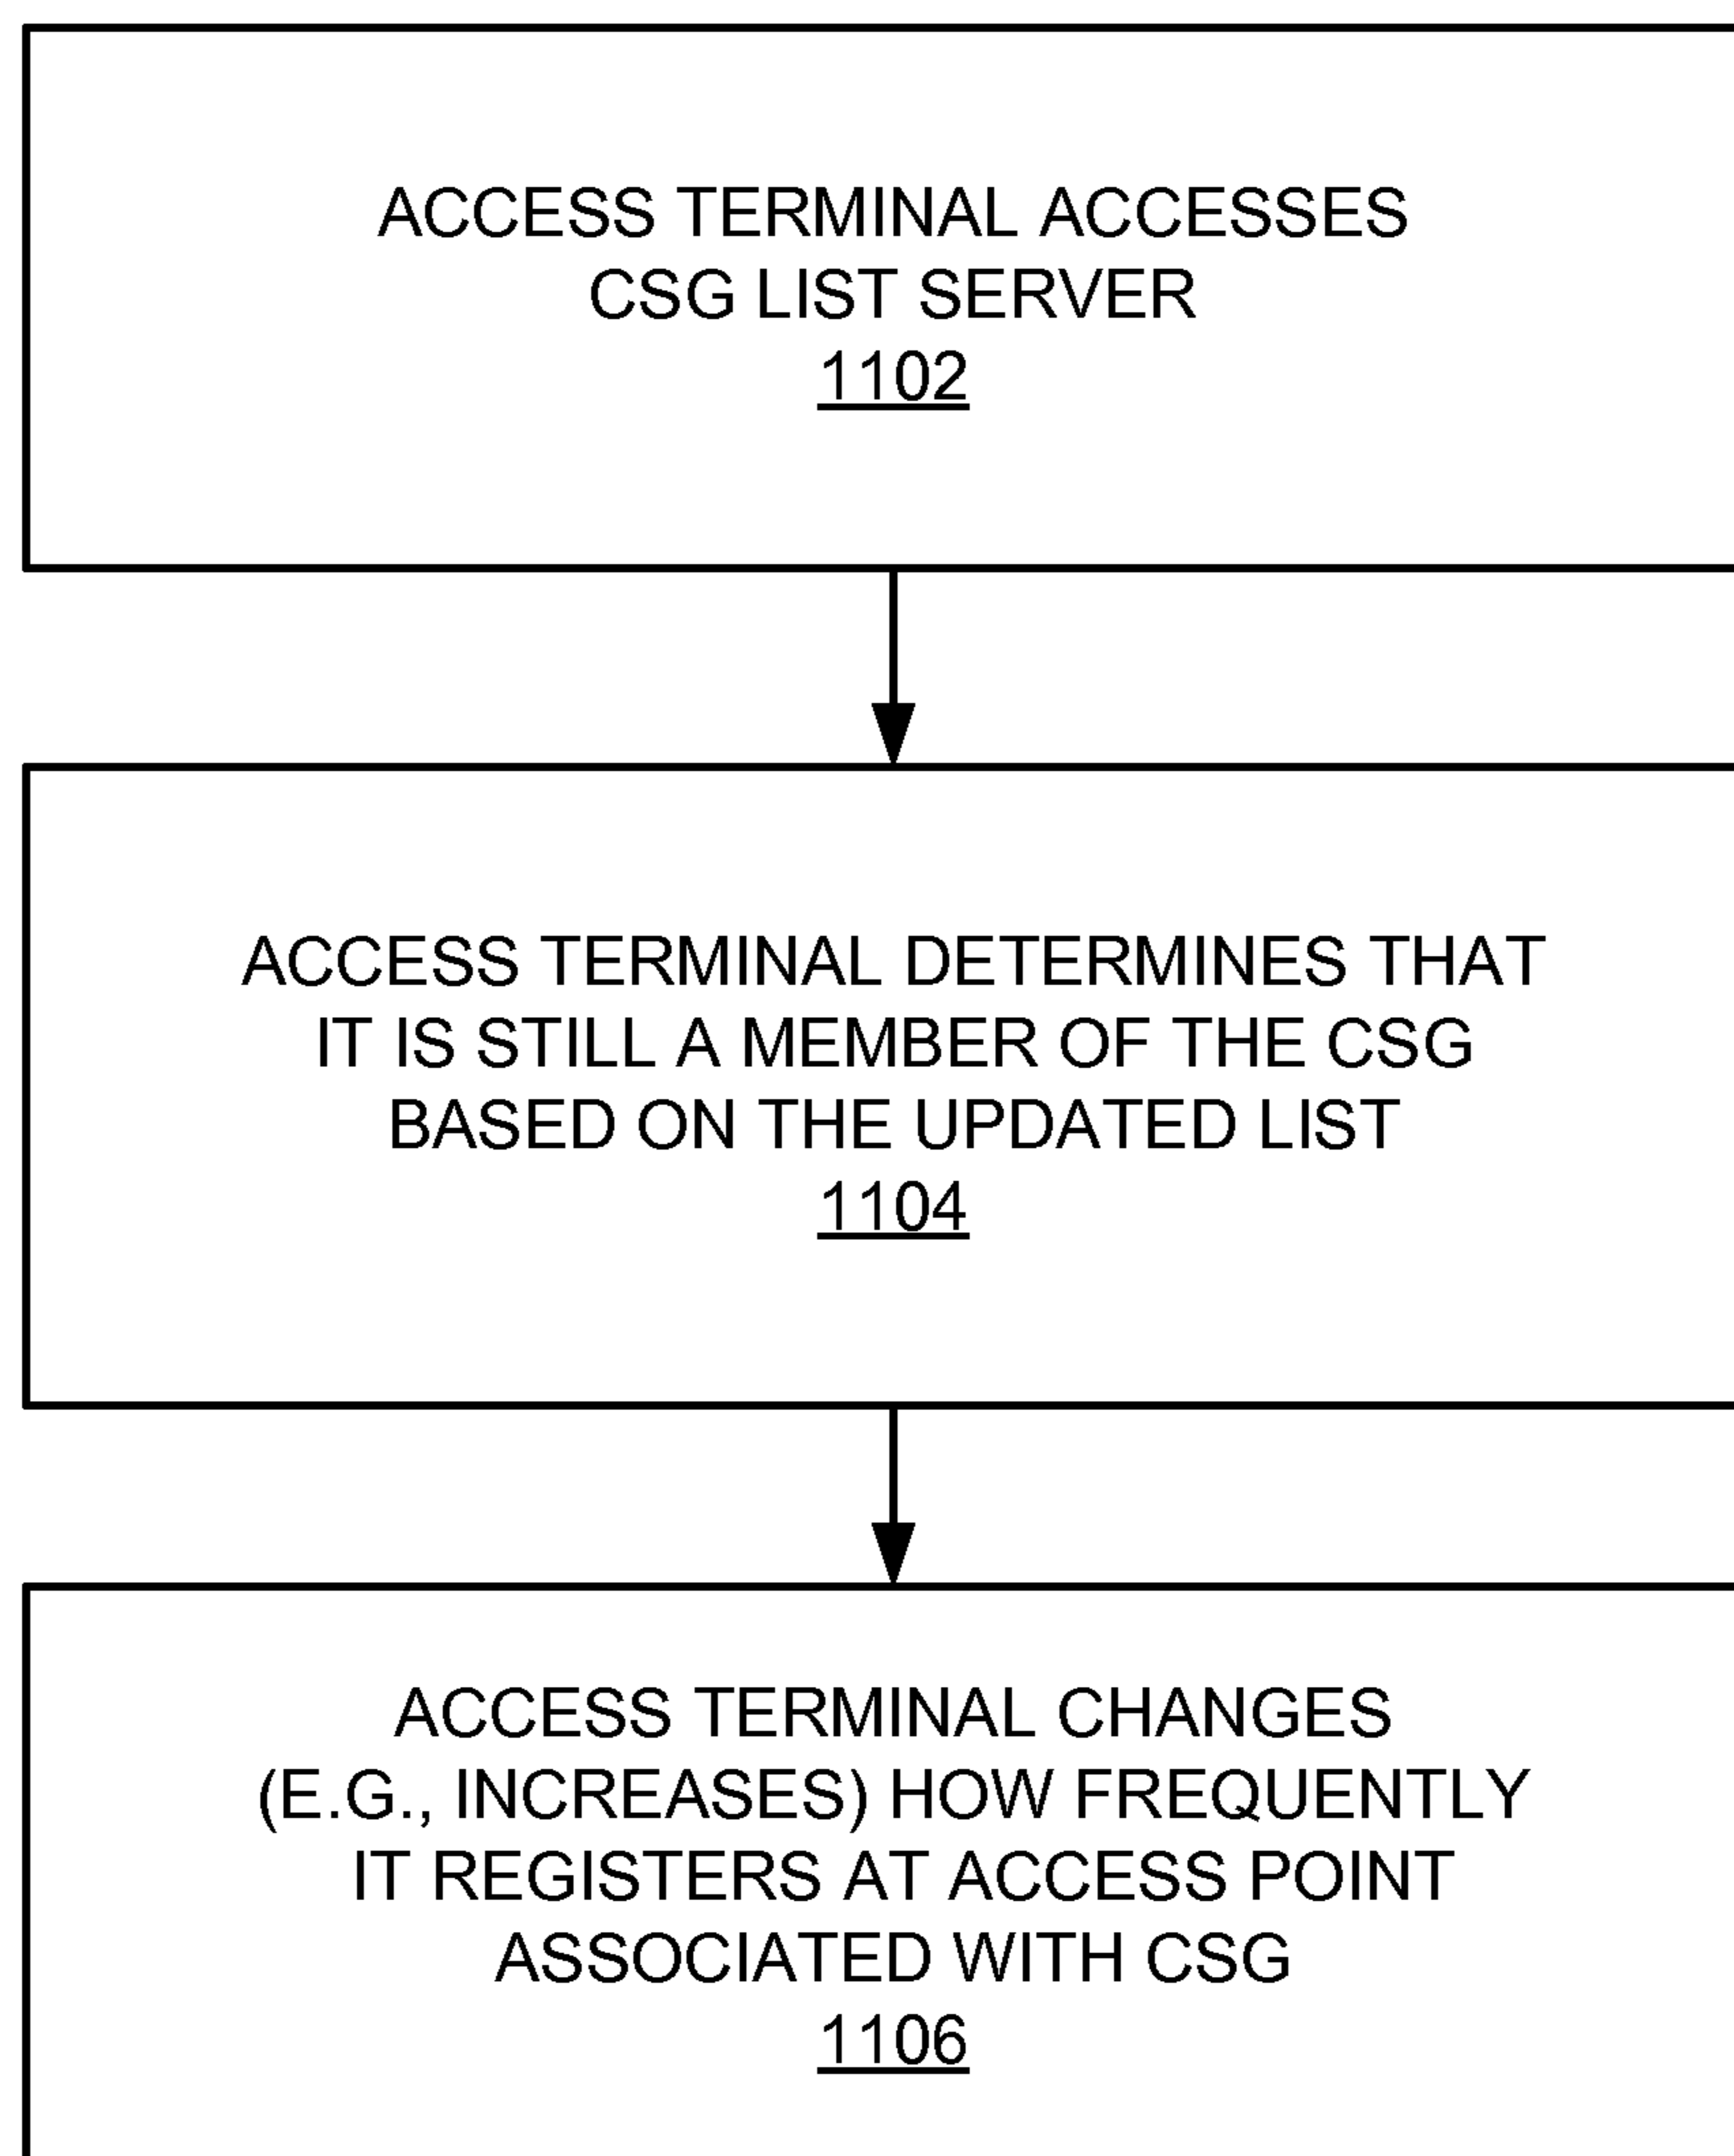 ACCESS TERMINAL ACCESSES
CSG LIST SERVER
1102
ACCESS TERMINAL DETERMINES THAT
IT IS STILL A MEMBER OF THE CSG
BASED ON THE UPDATED LIST
1104
ACCESS TERMINAL CHANGES
(E.G., INCREASES) HOW FREQUENTLY
IT REGISTERS AT ACCESS POINT
ASSOCIATED WITH CSG
1106